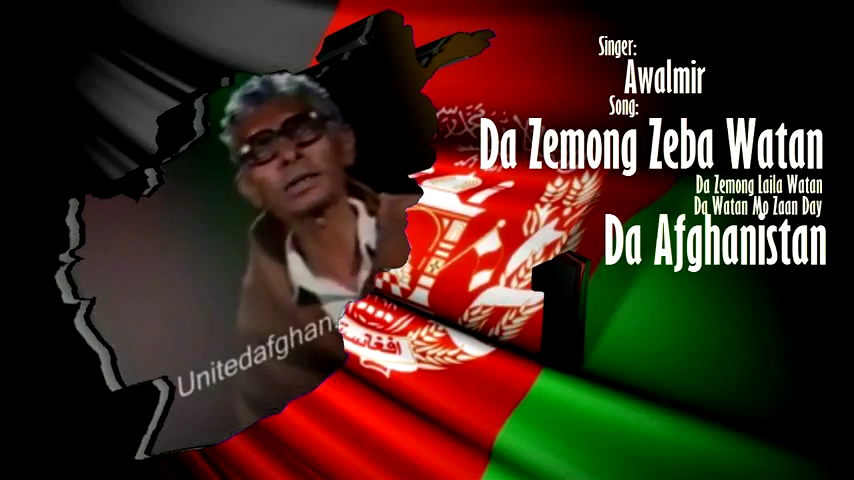 Singer:
Awalmir
Song:
Da Zemong Zeba Watan
Da Zemong Laila Watan
Da Watan Mo Zaan Day
Da Afghanistan
Unitedafghan